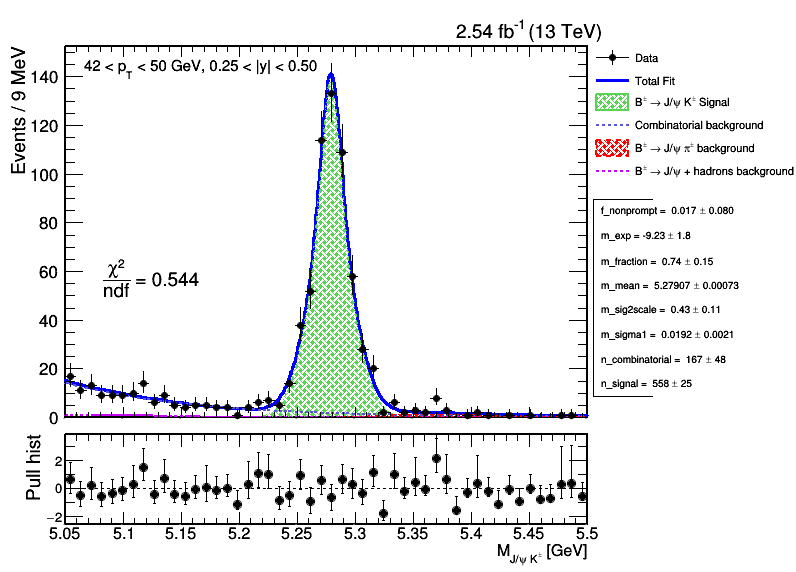 2.54 fb⁻¹ (13 TeV)
Events / 9 MeV
42 < p_T < 50 GeV, 0.25 < |y| < 0.50
140
120
100
80
60
40
20
0
χ²/ndf = 0.544
Data
Total Fit
B± → J/ψ K± Signal
Combinatorial background
B± → J/ψ π± background
B± → J/ψ + hadrons background
f_nonprompt = 0.017 ± 0.080
m_exp = -9.23 ± 1.8
m_fraction = 0.74 ± 0.15
m_mean = 5.27907 ± 0.00073
m_sig2scale = 0.43 ± 0.11
m_sigma1 = 0.0192 ± 0.0021
n_combinatorial = 167 ± 48
n_signal = 558 ± 25
Pull hist
2
0
−2
5.05 5.1 5.15 5.2 5.25 5.3 5.35 5.4 5.45 5.5
M_J/ψ K± [GeV]